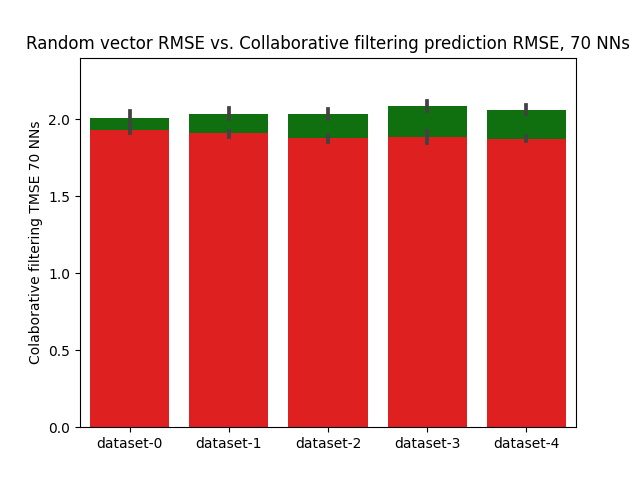 Random vector RMSE vs. Collaborative filtering prediction RMSE, 70 NNs
Colaborative filtering TMSE 70 NNs
2.0
1.5
1.0
0.5
0.0
dataset-0 dataset-1 dataset-2 dataset-3 dataset-4